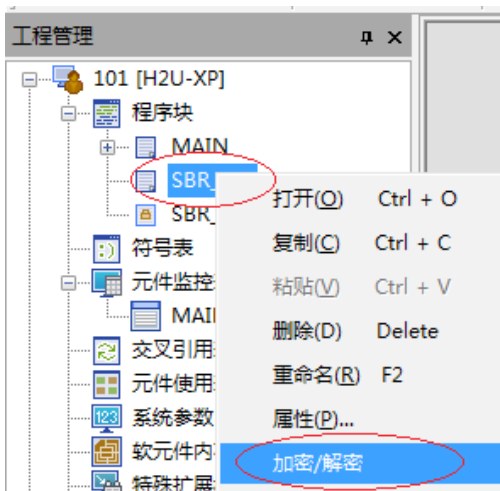 工程管理
101 [H2U-XP]
程序块
MAIN
SBR_
SBR_
符号表
元件监控
MAI
交叉引用
元件使用
系统参数
软元件内
特殊扩展
打开(O) Ctrl + O
复制(C) Ctrl + C
粘贴(V) Ctrl + V
删除(D) Delete
重命名(R) F2
属性(P)...
加密/解密